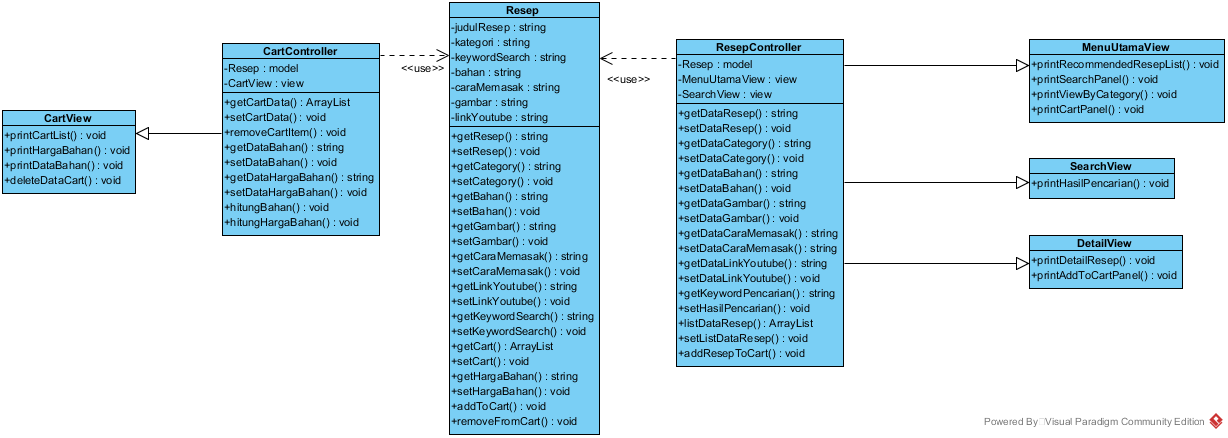 CartView
+printCartList() : void
+printHargaBahan() : void
+printDataBahan() : void
+deleteDataCart() : void
CartController
-Resep : model
-CartView : view
+getCartData() : ArrayList
+setCartData() : void
+removeCartItem() : void
+getDataBahan() : string
+setDataBahan() : void
+getDataHargaBahan() : string
+setDataHargaBahan() : void
+hitungBahan() : void
+hitungHargaBahan() : void
<<use>>
Resep
-judulResep : string
-kategori : string
-keywordSearch : string
-bahan : string
-caraMemasak : string
-gambar : string
-linkYoutube : string
+getResep() : string
+setResep() : void
+getCategory() : string
+setCategory() : void
+getBahan() : string
+setBahan() : void
+getGambar() : string
+setGambar() : void
+getCaraMemasak() : string
+setCaraMemasak() : void
+getLinkYoutube() : string
+setLinkYoutube() : void
+getKeywordSearch() : string
+setKeywordSearch() : void
+getCart() : ArrayList
+setCart() : void
+getHargaBahan() : string
+setHargaBahan() : void
+addToCart() : void
+removeFromCart() : void
<<use>>
ResepController
-Resep : model
-MenuUtamaView : view
-SearchView : view
+getDataResep() : string
+setDataResep() : void
+getDataCategory() : string
+setDataCategory() : void
+getDataBahan() : string
+setDataBahan() : void
+getDataGambar() : string
+setDataGambar() : void
+getDataCaraMemasak() : string
+setDataCaraMemasak() : void
+getDataLinkYoutube() : string
+setDataLinkYoutube() : void
+getKeywordPencarian() : string
+setHasilPencarian() : void
+listDataResep() : ArrayList
+setListDataResep() : void
+addResepToCart() : void
MenuUtamaView
+printRecommendedResepList() : void
+printSearchPanel() : void
+printViewByCategory() : void
+printCartPanel() : void
SearchView
+printHasilPencarian() : void
DetailView
+printDetailResep() : void
+printAddToCartPanel() : void
Powered By Visual Paradigm Community Edition